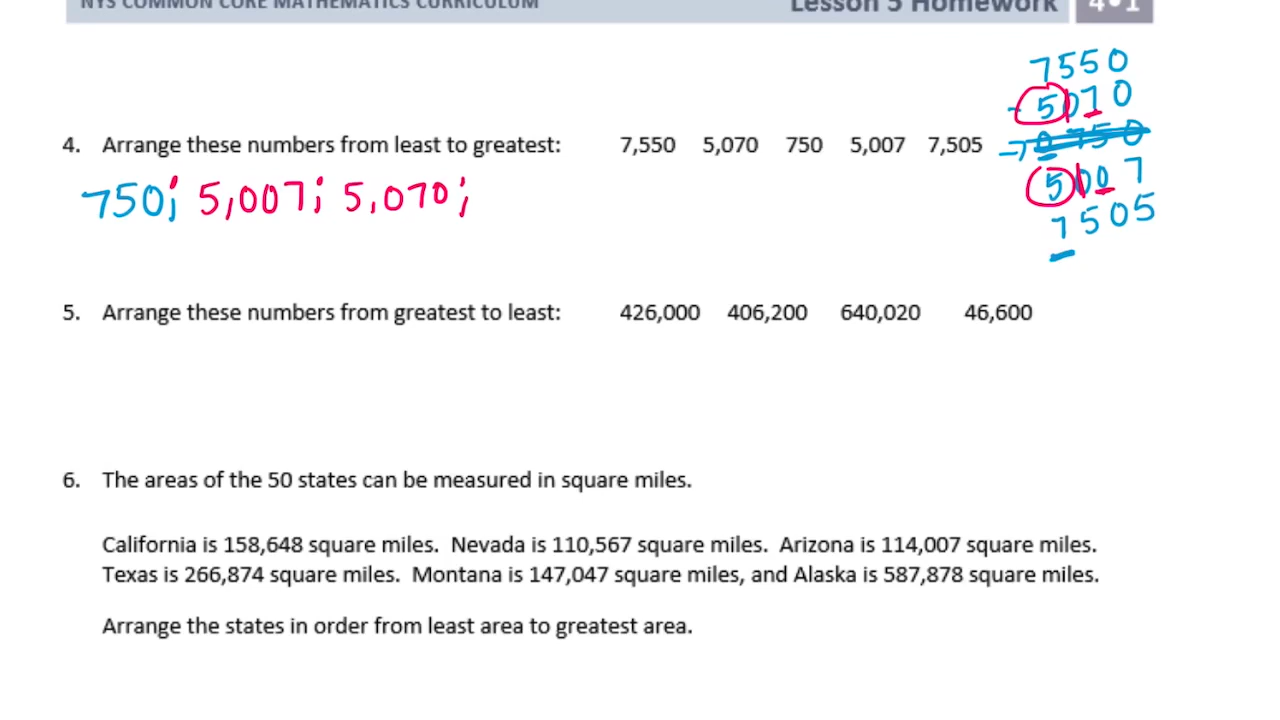 NYS COMMON CORE MATHEMATICS CURRICULUM Lesson 5 Homework 4•1
7550
- 5070
4. Arrange these numbers from least to greatest: 7,550 5,070 750 5,007 7,505
-70 750
750; 5,007; 5,070;
5007
7505
5. Arrange these numbers from greatest to least: 426,000 406,200 640,020 46,600
6. The areas of the 50 states can be measured in square miles.
California is 158,648 square miles. Nevada is 110,567 square miles. Arizona is 114,007 square miles.
Texas is 266,874 square miles. Montana is 147,047 square miles, and Alaska is 587,878 square miles.
Arrange the states in order from least area to greatest area.